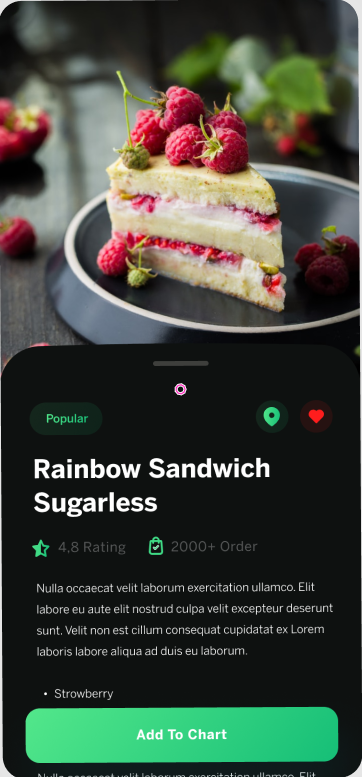 Popular
Rainbow Sandwich
Sugarless
4,8 Rating 2000+ Order
Nulla occaecat velit laborum exercitation ullamco. Elit
labore eu aute elit nostrud culpa velit excepteur deserunt
sunt. Velit non est cillum consequat cupidatat ex Lorem
laboris labore aliqua ad duis eu laborum.
• Strowberry
Add To Chart
Nulla occaecat velit laborum exercitation ullamco. Elit